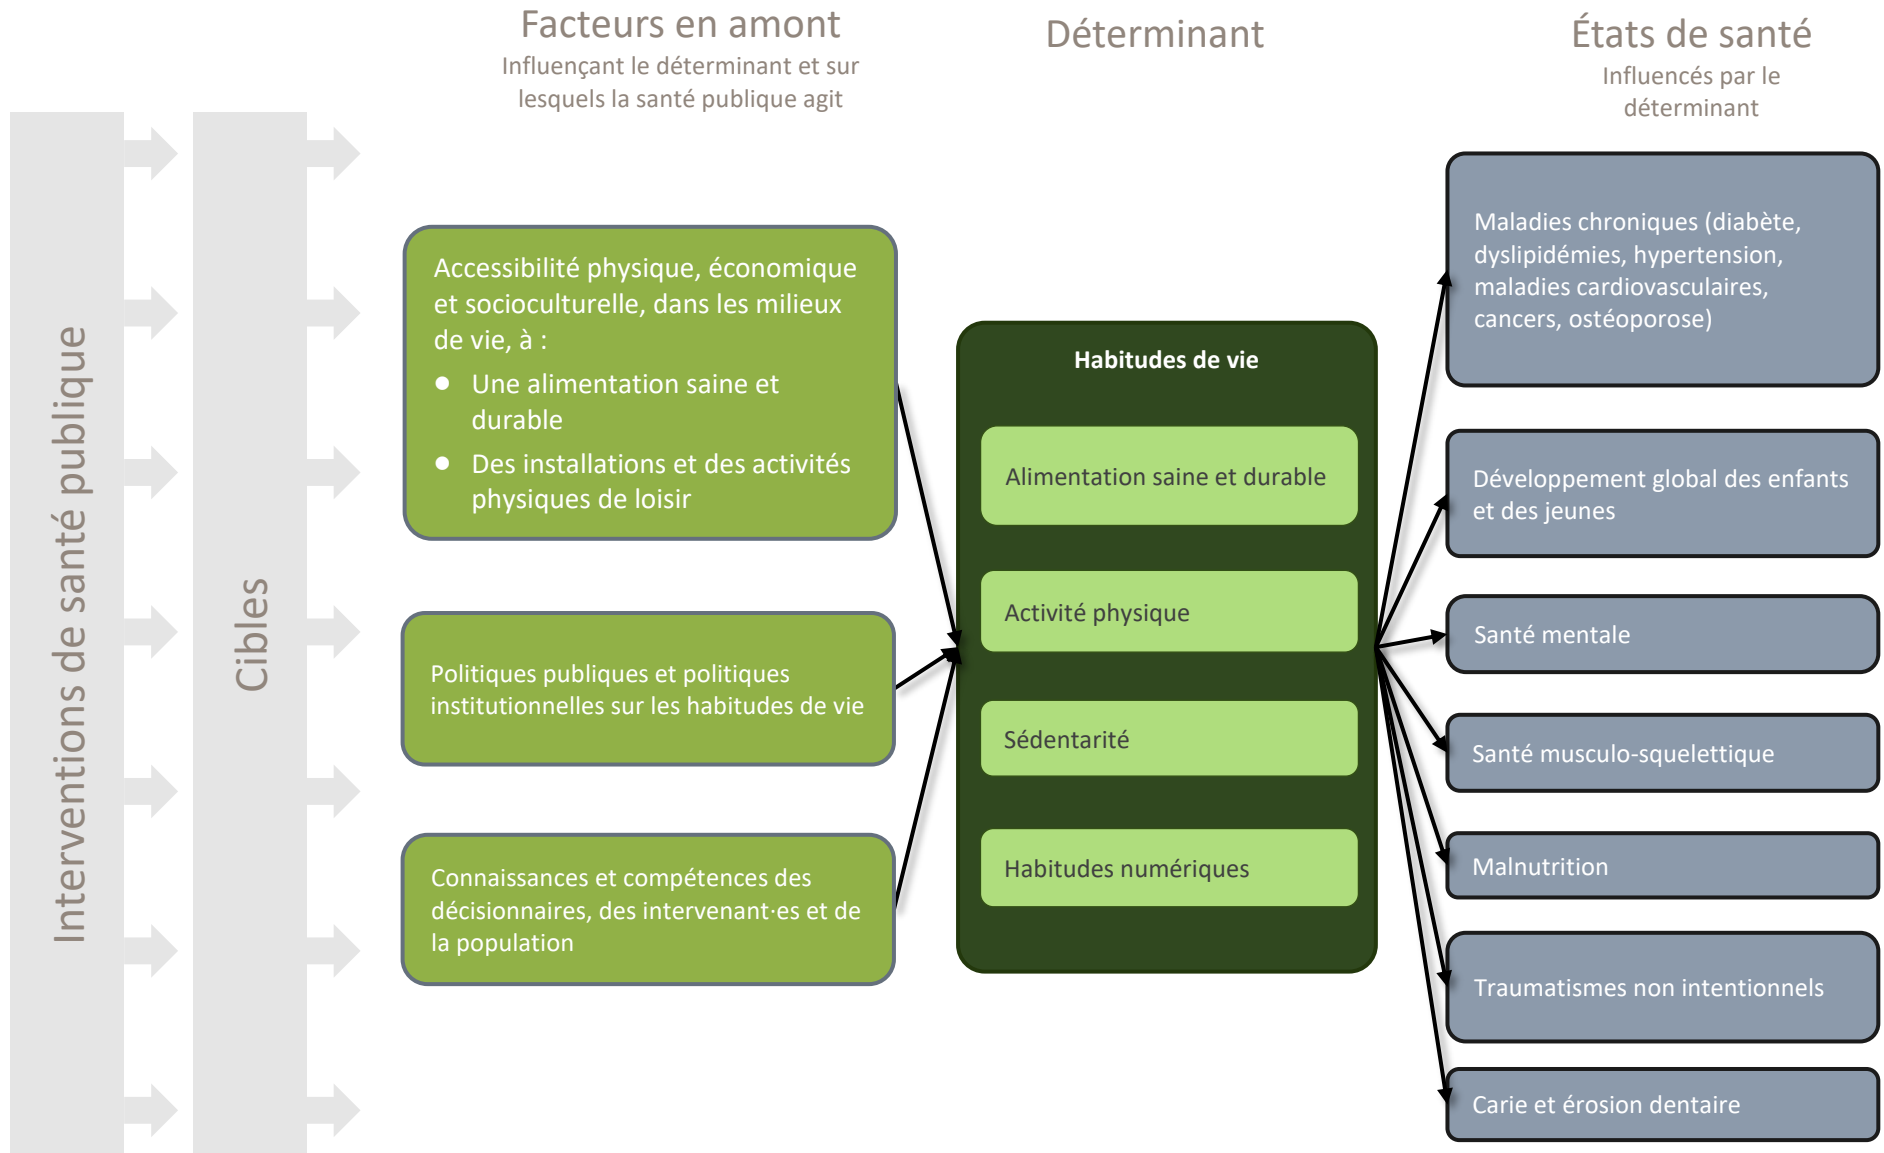 Facteurs en amont
Influençant le déterminant et sur
lesquels la santé publique agit
Déterminant
États de santé
Influencés par le
déterminant
Interventions de santé publique
Cibles
Accessibilité physique, économique
et socioculturelle, dans les milieux
de vie, à :
● Une alimentation saine et
durable
● Des installations et des activités
physiques de loisir
Politiques publiques et politiques
institutionnelles sur les habitudes de vie
Connaissances et compétences des
décisionnaires, des intervenant·es et de
la population
Habitudes de vie
Alimentation saine et durable
Activité physique
Sédentarité
Habitudes numériques
Maladies chroniques (diabète,
dyslipidémies, hypertension,
maladies cardiovasculaires,
cancers, ostéoporose)
Développement global des enfants
et des jeunes
Santé mentale
Santé musculo-squelettique
Malnutrition
Traumatismes non intentionnels
Carie et érosion dentaire